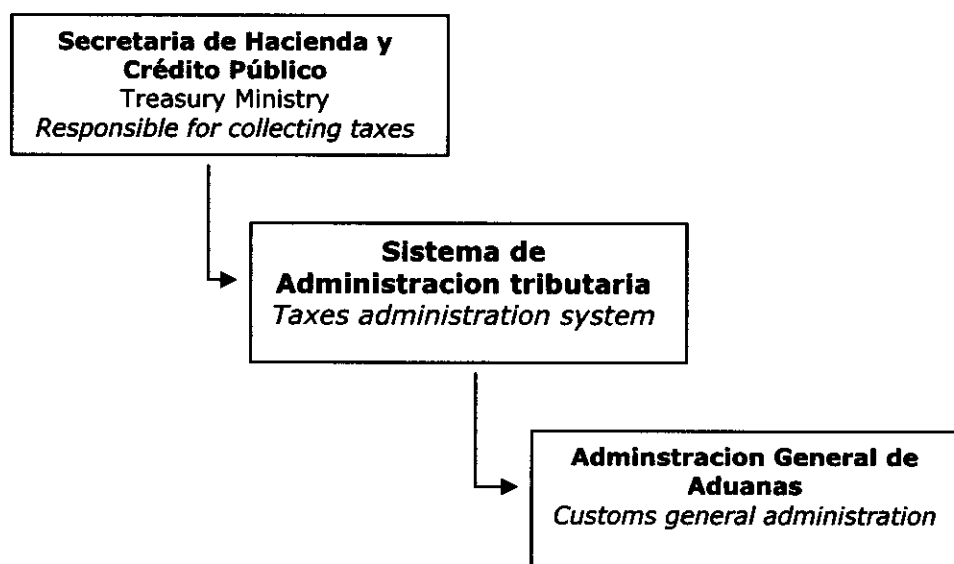 Secretaria de Hacienda y
Crédito Público
Treasury Ministry
Responsible for collecting taxes
Sistema de
Administracion tributaria
Taxes administration system
Adminstracion General de
Aduanas
Customs general administration